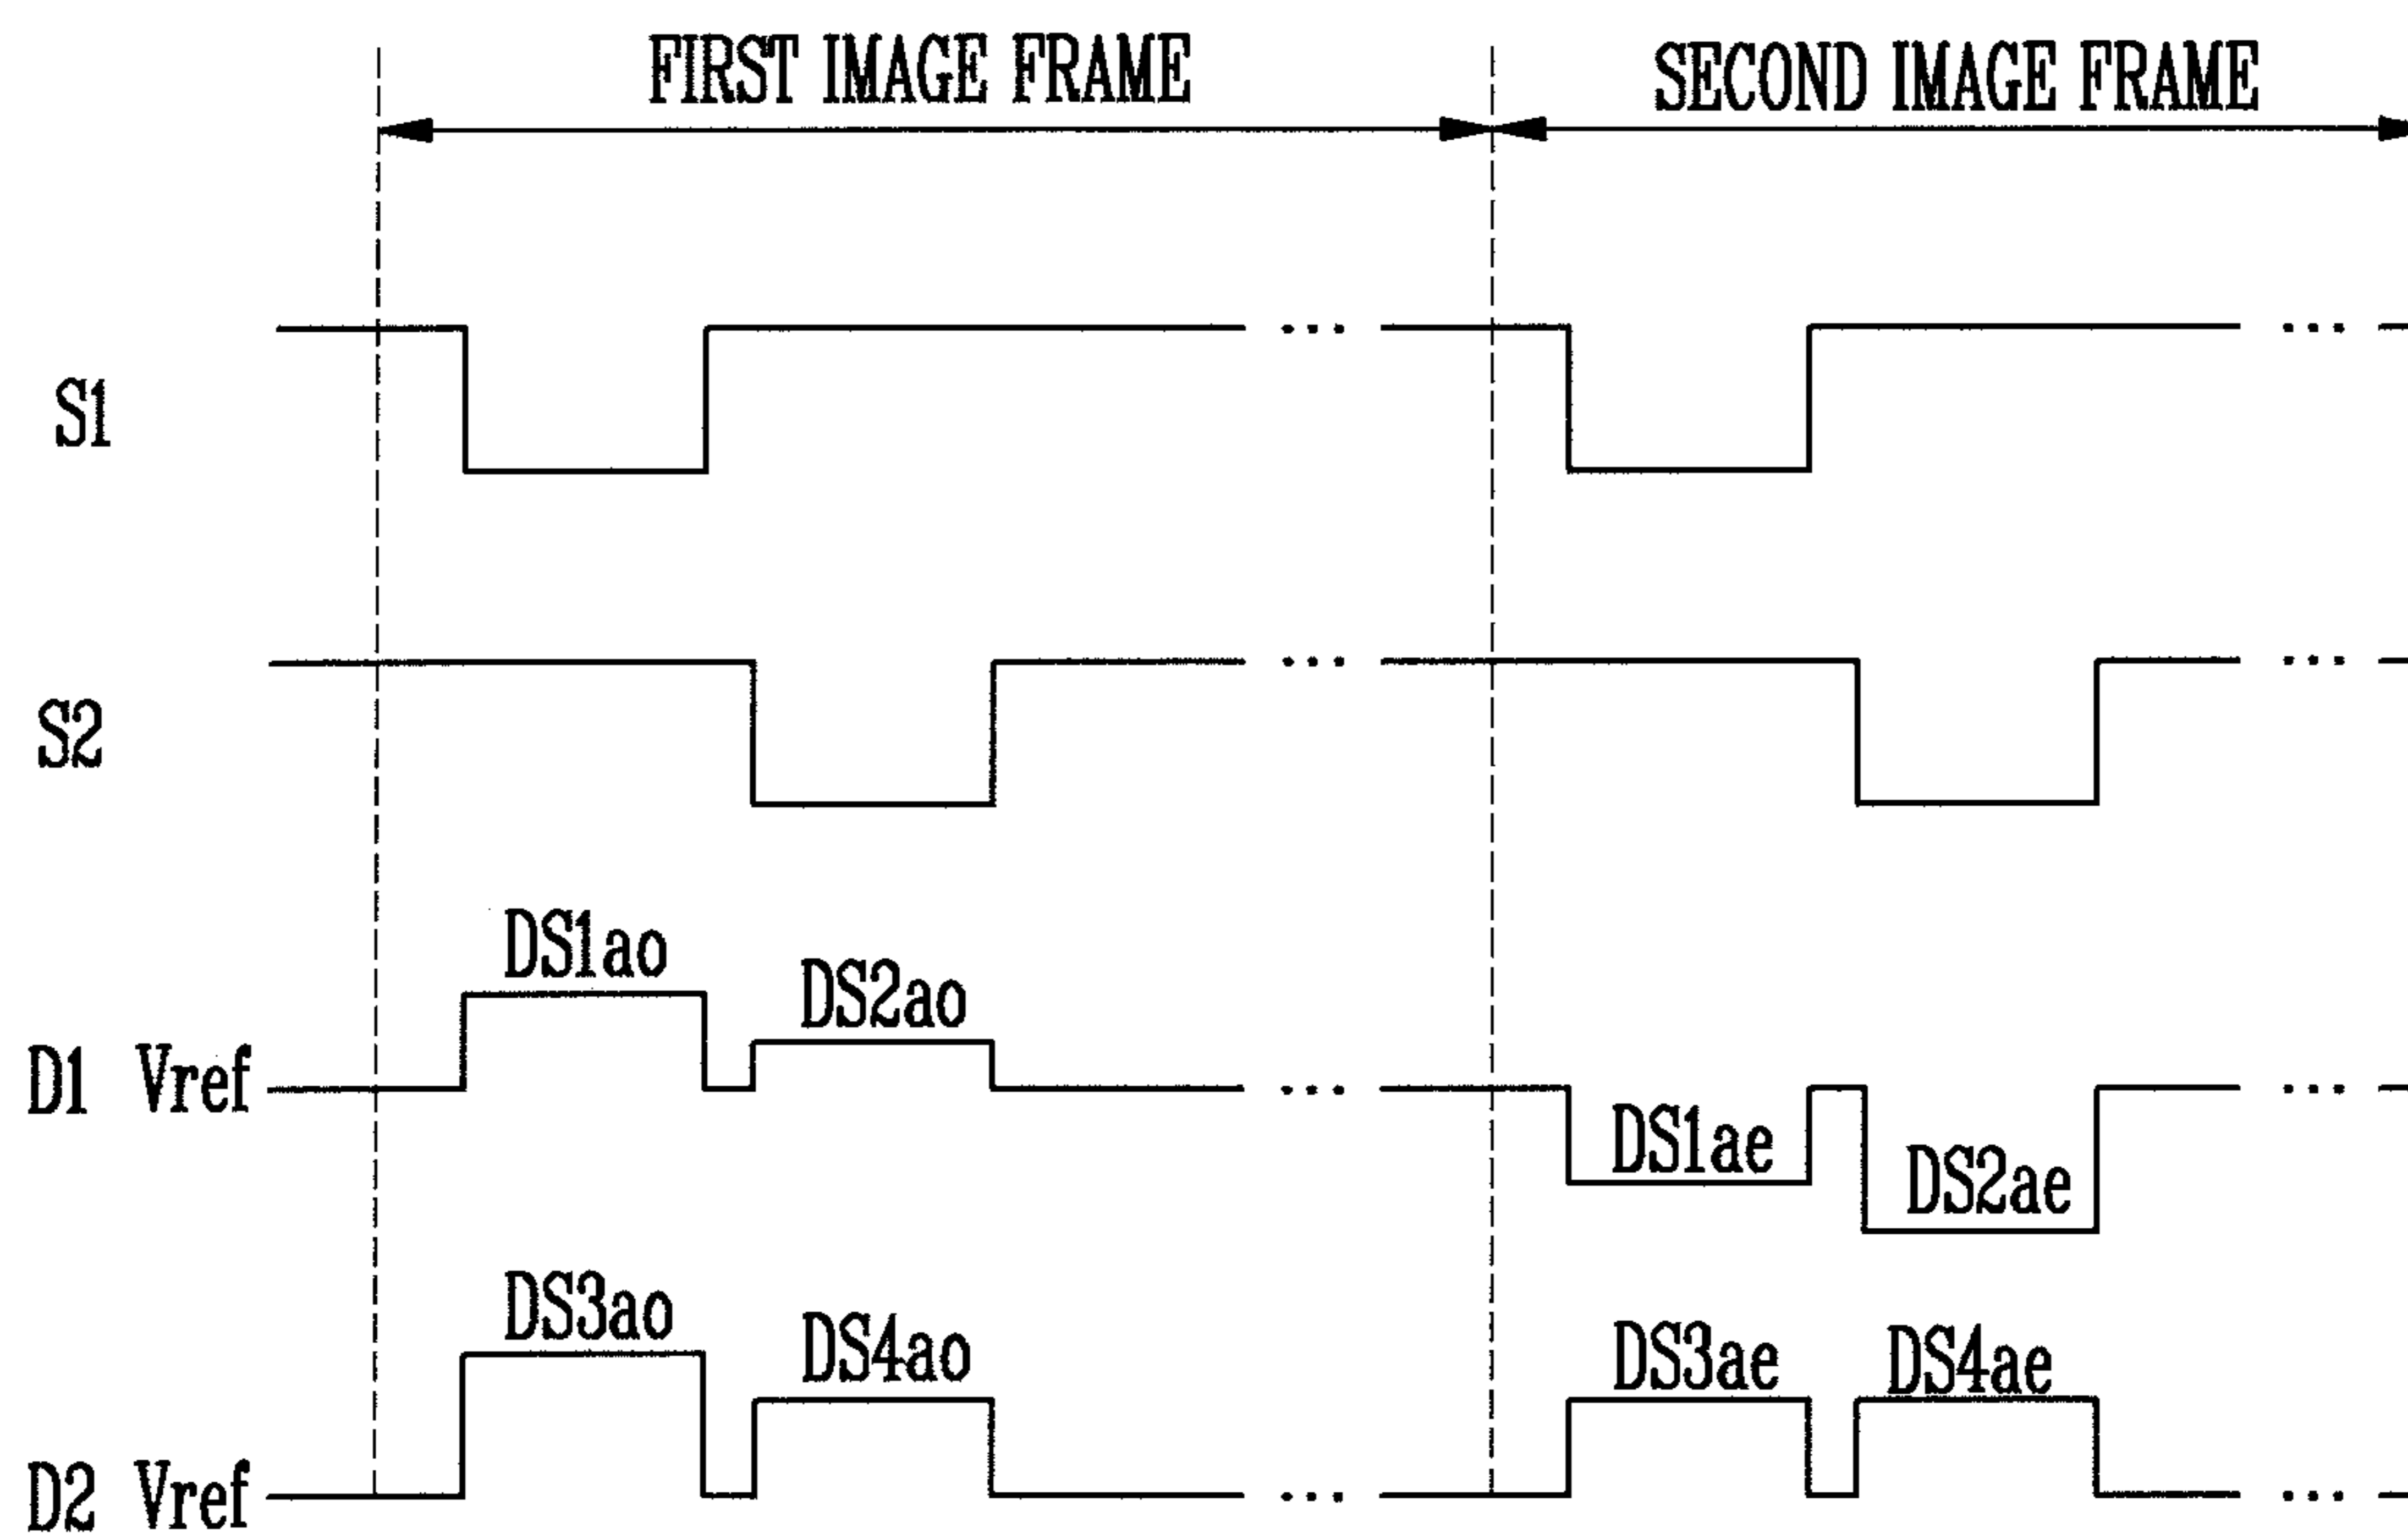 FIRST IMAGE FRAME
SECOND IMAGE FRAME
S1
S2
DS1ao
DS2ao
D1 Vref
DS1ae
DS2ae
DS3ao
DS4ao
DS3ae
DS4ae
D2 Vref